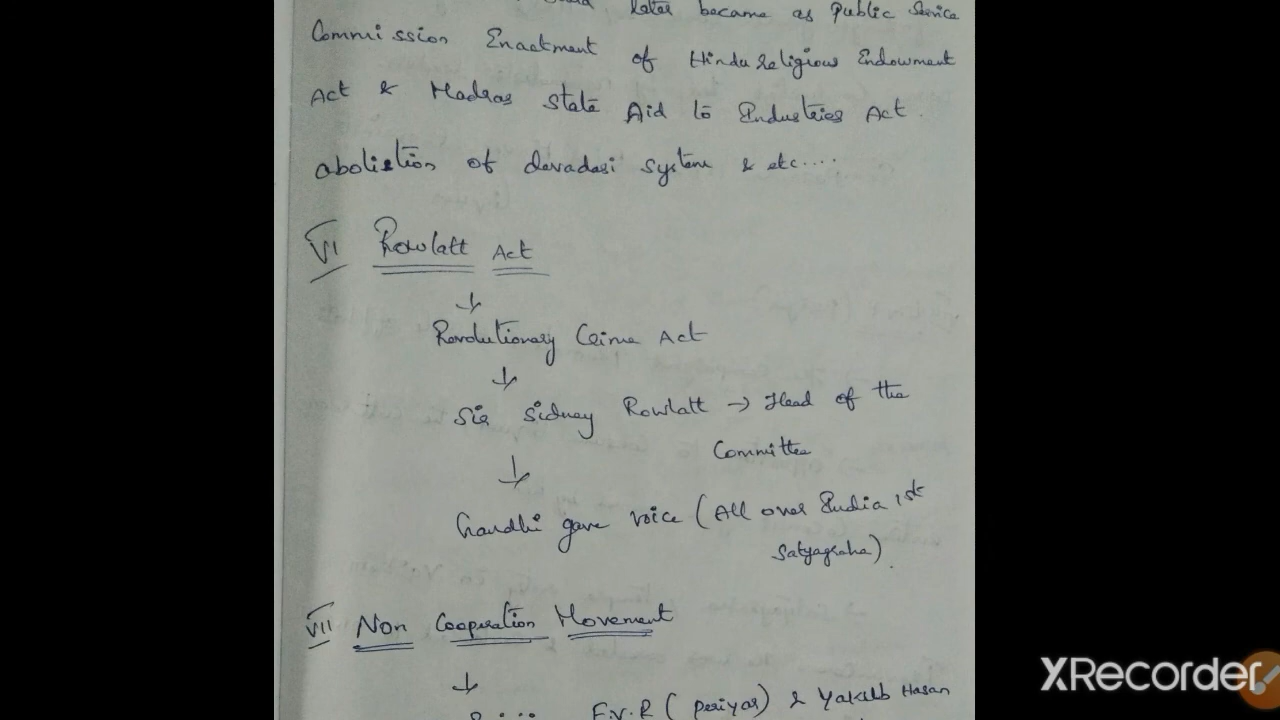 later became as Public Service
Commission Enactment of Hindu religious Endowment
Act & Madras State Aid to Industries Act.
abolistion of devadasi system & etc....
VI Rowlatt Act
↓
Revolutionary Crime Act
↓
Sir Sidney Rowlatt → Head of the
Committee
↓
Gandhi gave voice (All over India 1st
Satyagraha).
VII Non Cooperation Movement
↓
E.V.R (periyar) & Yakub Hasan
XRecorder